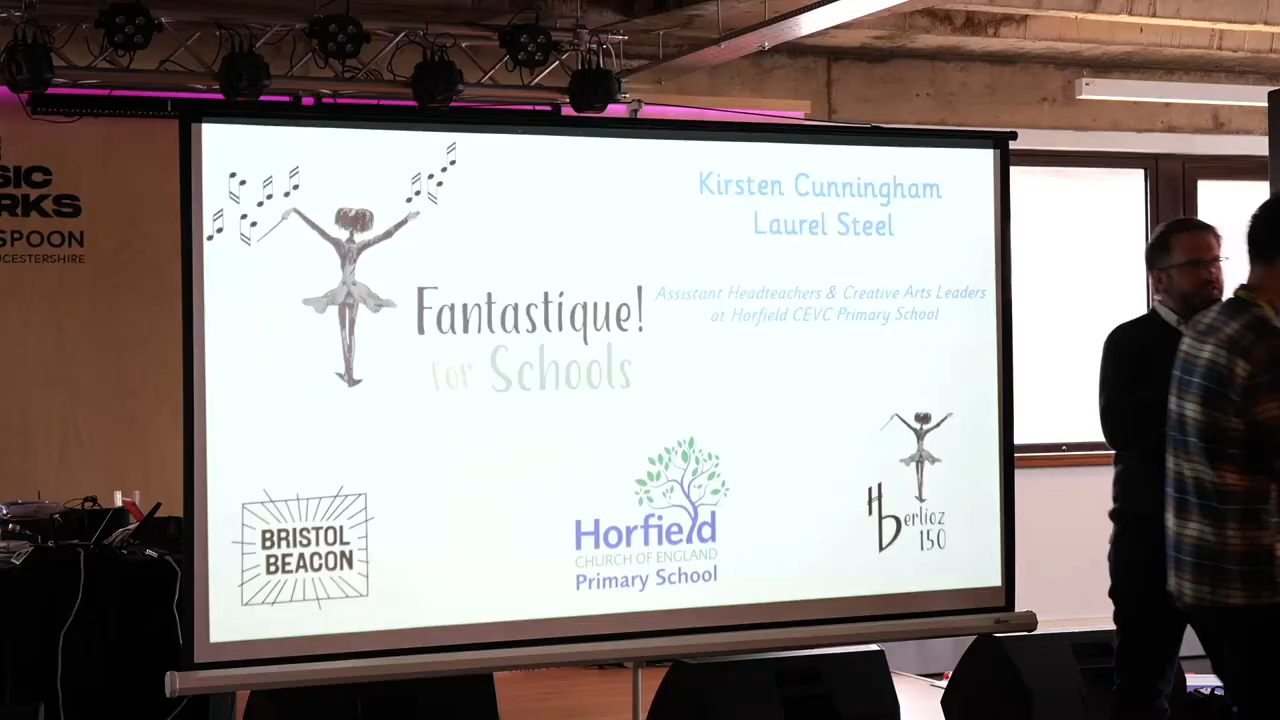 SIC
RKS
SPOON
UCESTERSHIRE
Kirsten Cunningham
Laurel Steel
Assistant Headteachers & Creative Arts Leaders
at Horfield CEVC Primary School
Fantastique!
for Schools
BRISTOL
BEACON
Horfield
CHURCH OF ENGLAND
Primary School
H Berlioz
150